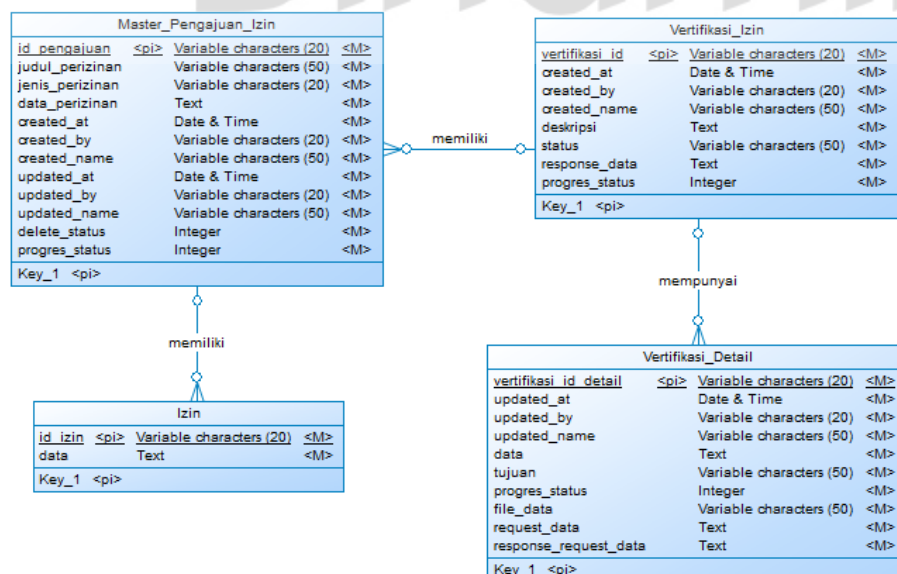 Master_Pengajuan_Izin
id_pengajuan <pi> Variable characters (20) <M>
judul_perizinan Variable characters (50) <M>
jenis_perizinan Variable characters (20) <M>
data_perizinan Text <M>
created_at Date & Time <M>
created_by Variable characters (20) <M>
created_name Variable characters (50) <M>
updated_at Date & Time <M>
updated_by Variable characters (20) <M>
updated_name Variable characters (50) <M>
delete_status Integer <M>
progres_status Integer <M>
Key_1 <pi>
memiliki
Vertifikasi_Izin
vertifikasi_id <pi> Variable characters (20) <M>
created_at Date & Time <M>
created_by Variable characters (20) <M>
created_name Variable characters (50) <M>
deskripsi Text <M>
status Variable characters (50) <M>
response_data Text <M>
progres_status Integer <M>
Key_1 <pi>
memiliki
mempunyai
Izin
id_izin <pi> Variable characters (20) <M>
data Text <M>
Key_1 <pi>
Vertifikasi_Detail
vertifikasi_id_detail <pi> Variable characters (20) <M>
updated_at Date & Time <M>
updated_by Variable characters (20) <M>
updated_name Variable characters (50) <M>
data Text <M>
tujuan Variable characters (50) <M>
progres_status Integer <M>
file_data Variable characters (50) <M>
request_data Text <M>
response_request_data Text <M>
Key_1 <pi>